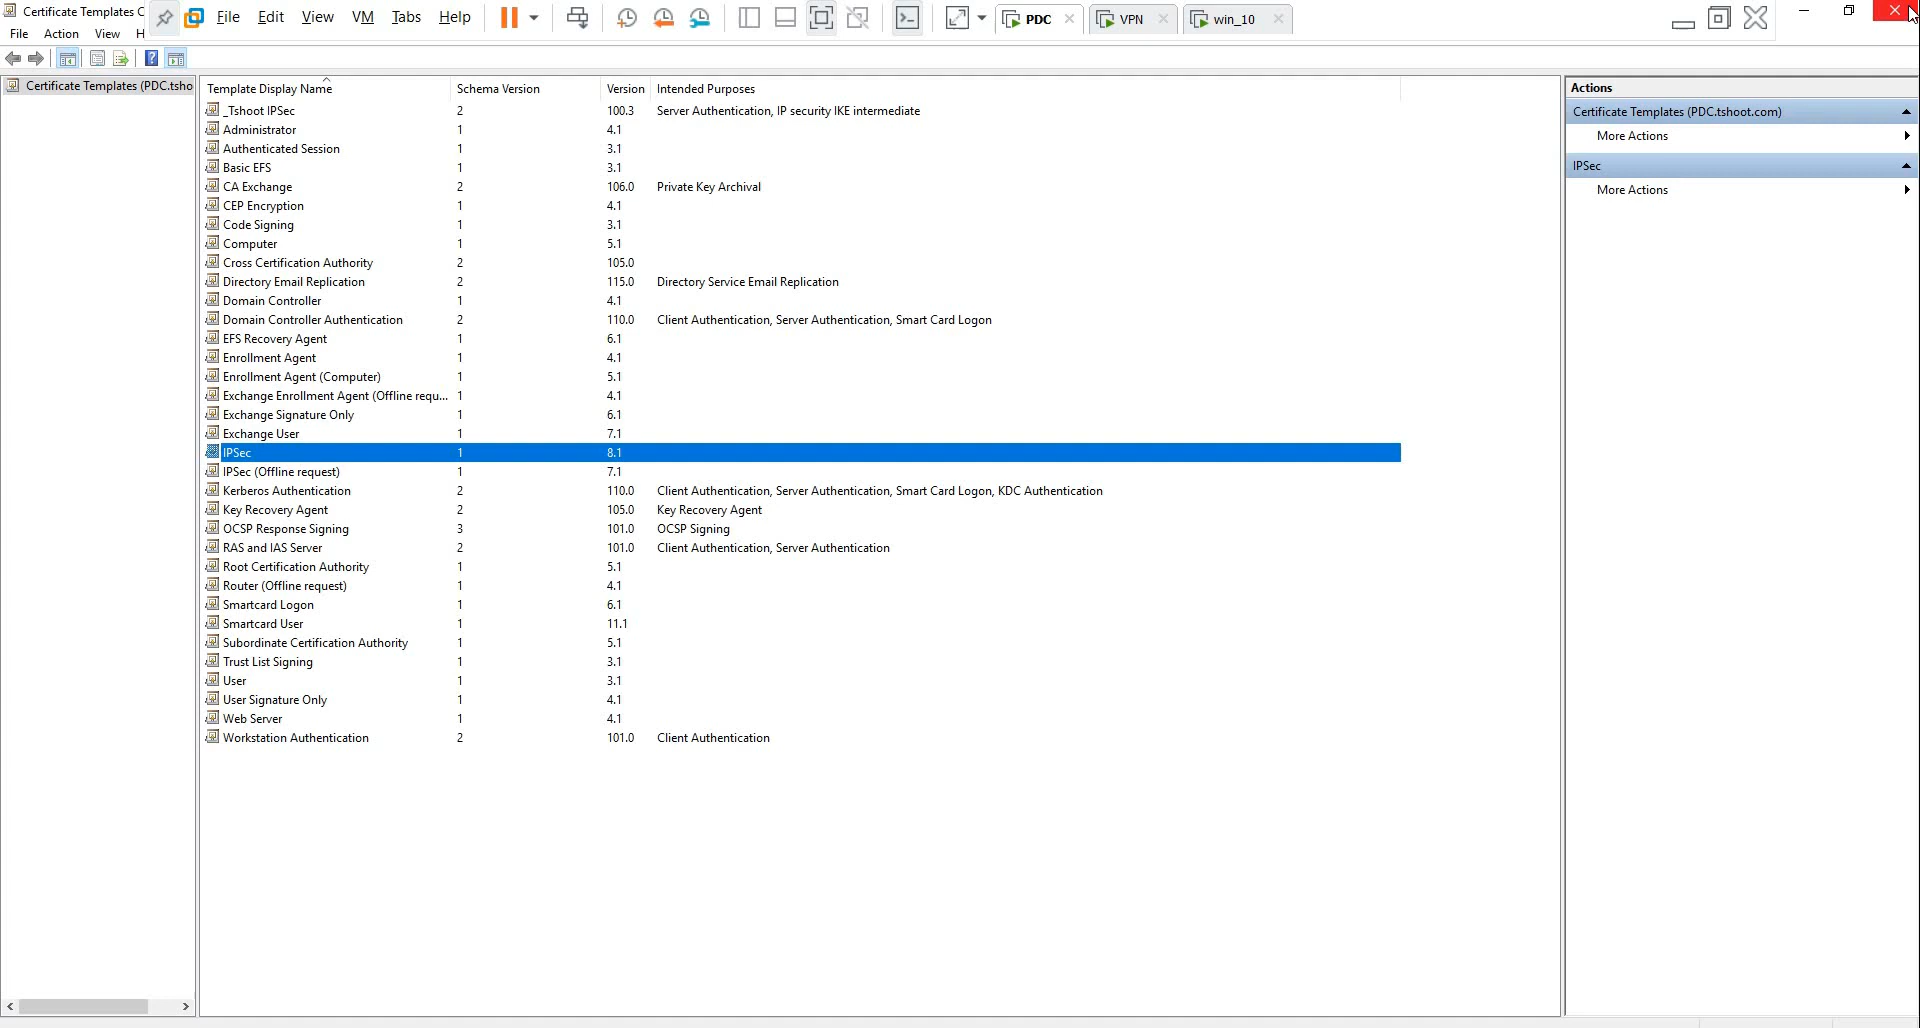 Certificate Templates C
File Edit View VM Tabs Help
PDC
VPN
win_10
File Action View H
Certificate Templates (PDC.tsho
Template Display Name Schema Version Version Intended Purposes
_Tshoot IPSec 2 100.3 Server Authentication, IP security IKE intermediate
Administrator 1 4.1
Authenticated Session 1 3.1
Basic EFS 1 3.1
CA Exchange 2 106.0 Private Key Archival
CEP Encryption 1 4.1
Code Signing 1 3.1
Computer 1 5.1
Cross Certification Authority 2 105.0
Directory Email Replication 2 115.0 Directory Service Email Replication
Domain Controller 1 4.1
Domain Controller Authentication 2 110.0 Client Authentication, Server Authentication, Smart Card Logon
EFS Recovery Agent 1 6.1
Enrollment Agent 1 4.1
Enrollment Agent (Computer) 1 5.1
Exchange Enrollment Agent (Offline requ... 1 4.1
Exchange Signature Only 1 6.1
Exchange User 1 7.1
IPSec 1 8.1
IPSec (Offline request) 1 7.1
Kerberos Authentication 2 110.0 Client Authentication, Server Authentication, Smart Card Logon, KDC Authentication
Key Recovery Agent 2 105.0 Key Recovery Agent
OCSP Response Signing 3 101.0 OCSP Signing
RAS and IAS Server 2 101.0 Client Authentication, Server Authentication
Root Certification Authority 1 5.1
Router (Offline request) 1 4.1
Smartcard Logon 1 6.1
Smartcard User 1 11.1
Subordinate Certification Authority 1 5.1
Trust List Signing 1 3.1
User 1 3.1
User Signature Only 1 4.1
Web Server 1 4.1
Workstation Authentication 2 101.0 Client Authentication
Actions
Certificate Templates (PDC.tshoot.com)
More Actions
IPSec
More Actions